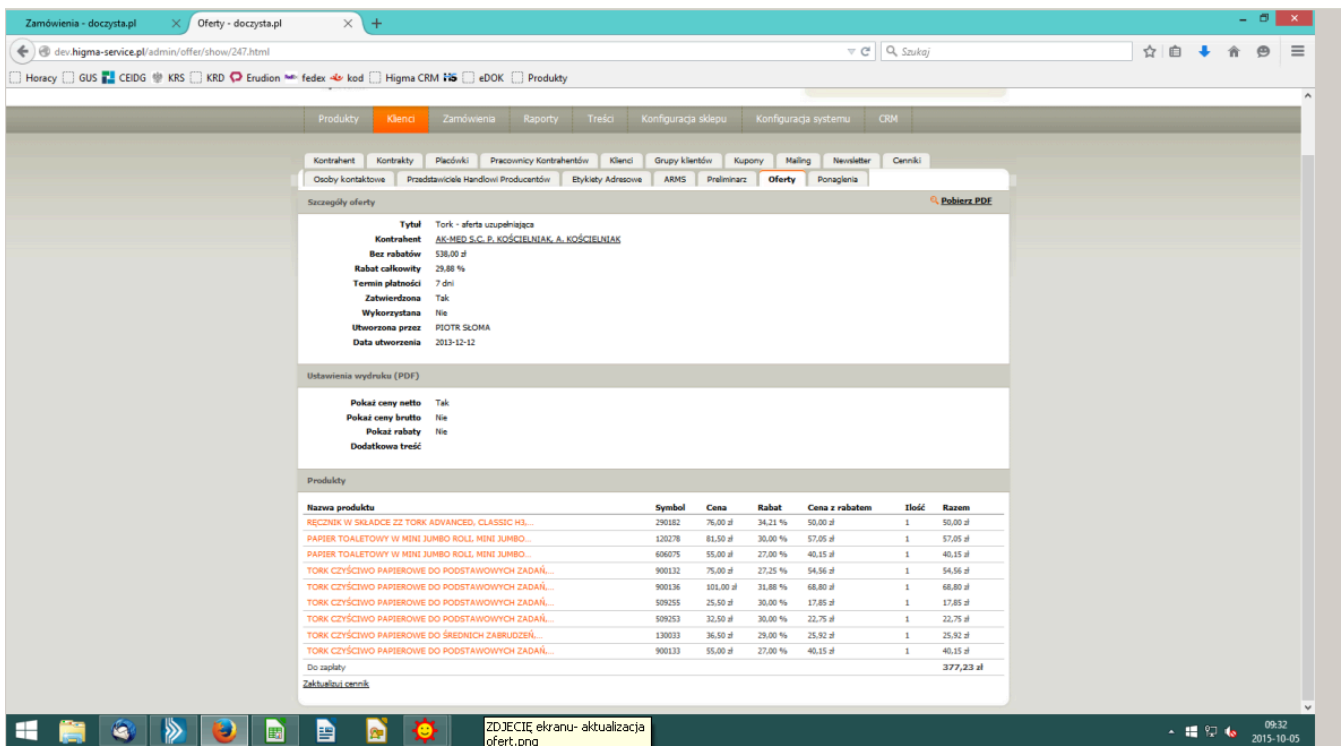 Zamówienia - doczysta.pl
Oferty - doczysta.pl
dev.higma-service.pl/admin/offer/show/247.html
Szukaj
Horacy GUS CEIDG KRS KRD Erudion fedex kod Higma CRM eDOK Produkty
Produkty Klienci Zamówienia Raporty Treści Konfiguracja sklepu Konfiguracja systemu CRM
Kontrahent Kontrakty Placówki Pracownicy Kontrahentów Klienci Grupy klientów Kupony Mailing Newsletter Cenniki
Osoby kontaktowe Przedstawiciele Handlowi Producentów Etykiety Adresowe ARMS Preliminarz Oferty Ponaglenia
Szczegóły oferty Pobierz PDF
Tytuł Tork - aferta uzupełniająca
Kontrahent AK-MED S.C. P. KOŚCIELNIAK, A. KOŚCIELNIAK
Bez rabatów 538,00 zł
Rabat całkowity 29,88 %
Termin płatności 7 dni
Zatwierdzona Tak
Wykorzystana Nie
Utworzona przez PIOTR SŁOMA
Data utworzenia 2013-12-12
Ustawienia wydruku (PDF)
Pokaż ceny netto Tak
Pokaż ceny brutto Nie
Pokaż rabaty Nie
Dodatkowa treść
Produkty
Nazwa produktu Symbol Cena Rabat Cena z rabatem Ilość Razem
RĘCZNIK W SKŁADCE ZZ TORK ADVANCED, CLASSIC H3,... 290182 76,00 zł 34,21 % 50,00 zł 1 50,00 zł
PAPIER TOALETOWY W MINI JUMBO ROLI, MINI JUMBO... 120278 81,50 zł 30,00 % 57,05 zł 1 57,05 zł
PAPIER TOALETOWY W MINI JUMBO ROLI, MINI JUMBO... 606075 55,00 zł 27,00 % 40,15 zł 1 40,15 zł
TORK CZYŚCIWO PAPIEROWE DO PODSTAWOWYCH ZADAŃ,... 900132 75,00 zł 27,25 % 54,56 zł 1 54,56 zł
TORK CZYŚCIWO PAPIEROWE DO PODSTAWOWYCH ZADAŃ,... 900136 101,00 zł 31,88 % 68,80 zł 1 68,80 zł
TORK CZYŚCIWO PAPIEROWE DO PODSTAWOWYCH ZADAŃ,... 509255 25,50 zł 30,00 % 17,85 zł 1 17,85 zł
TORK CZYŚCIWO PAPIEROWE DO PODSTAWOWYCH ZADAŃ,... 509253 32,50 zł 30,00 % 22,75 zł 1 22,75 zł
TORK CZYŚCIWO PAPIEROWE DO ŚREDNICH ZABRUDZEŃ,... 130033 36,50 zł 29,00 % 25,92 zł 1 25,92 zł
TORK CZYŚCIWO PAPIEROWE DO PODSTAWOWYCH ZADAŃ,... 900133 55,00 zł 27,00 % 40,15 zł 1 40,15 zł
Do zapłaty 377,23 zł
Zaktualizuj cennik
ZDJECIĘ ekranu- aktualizacja
ofert.png
09:32
2015-10-05